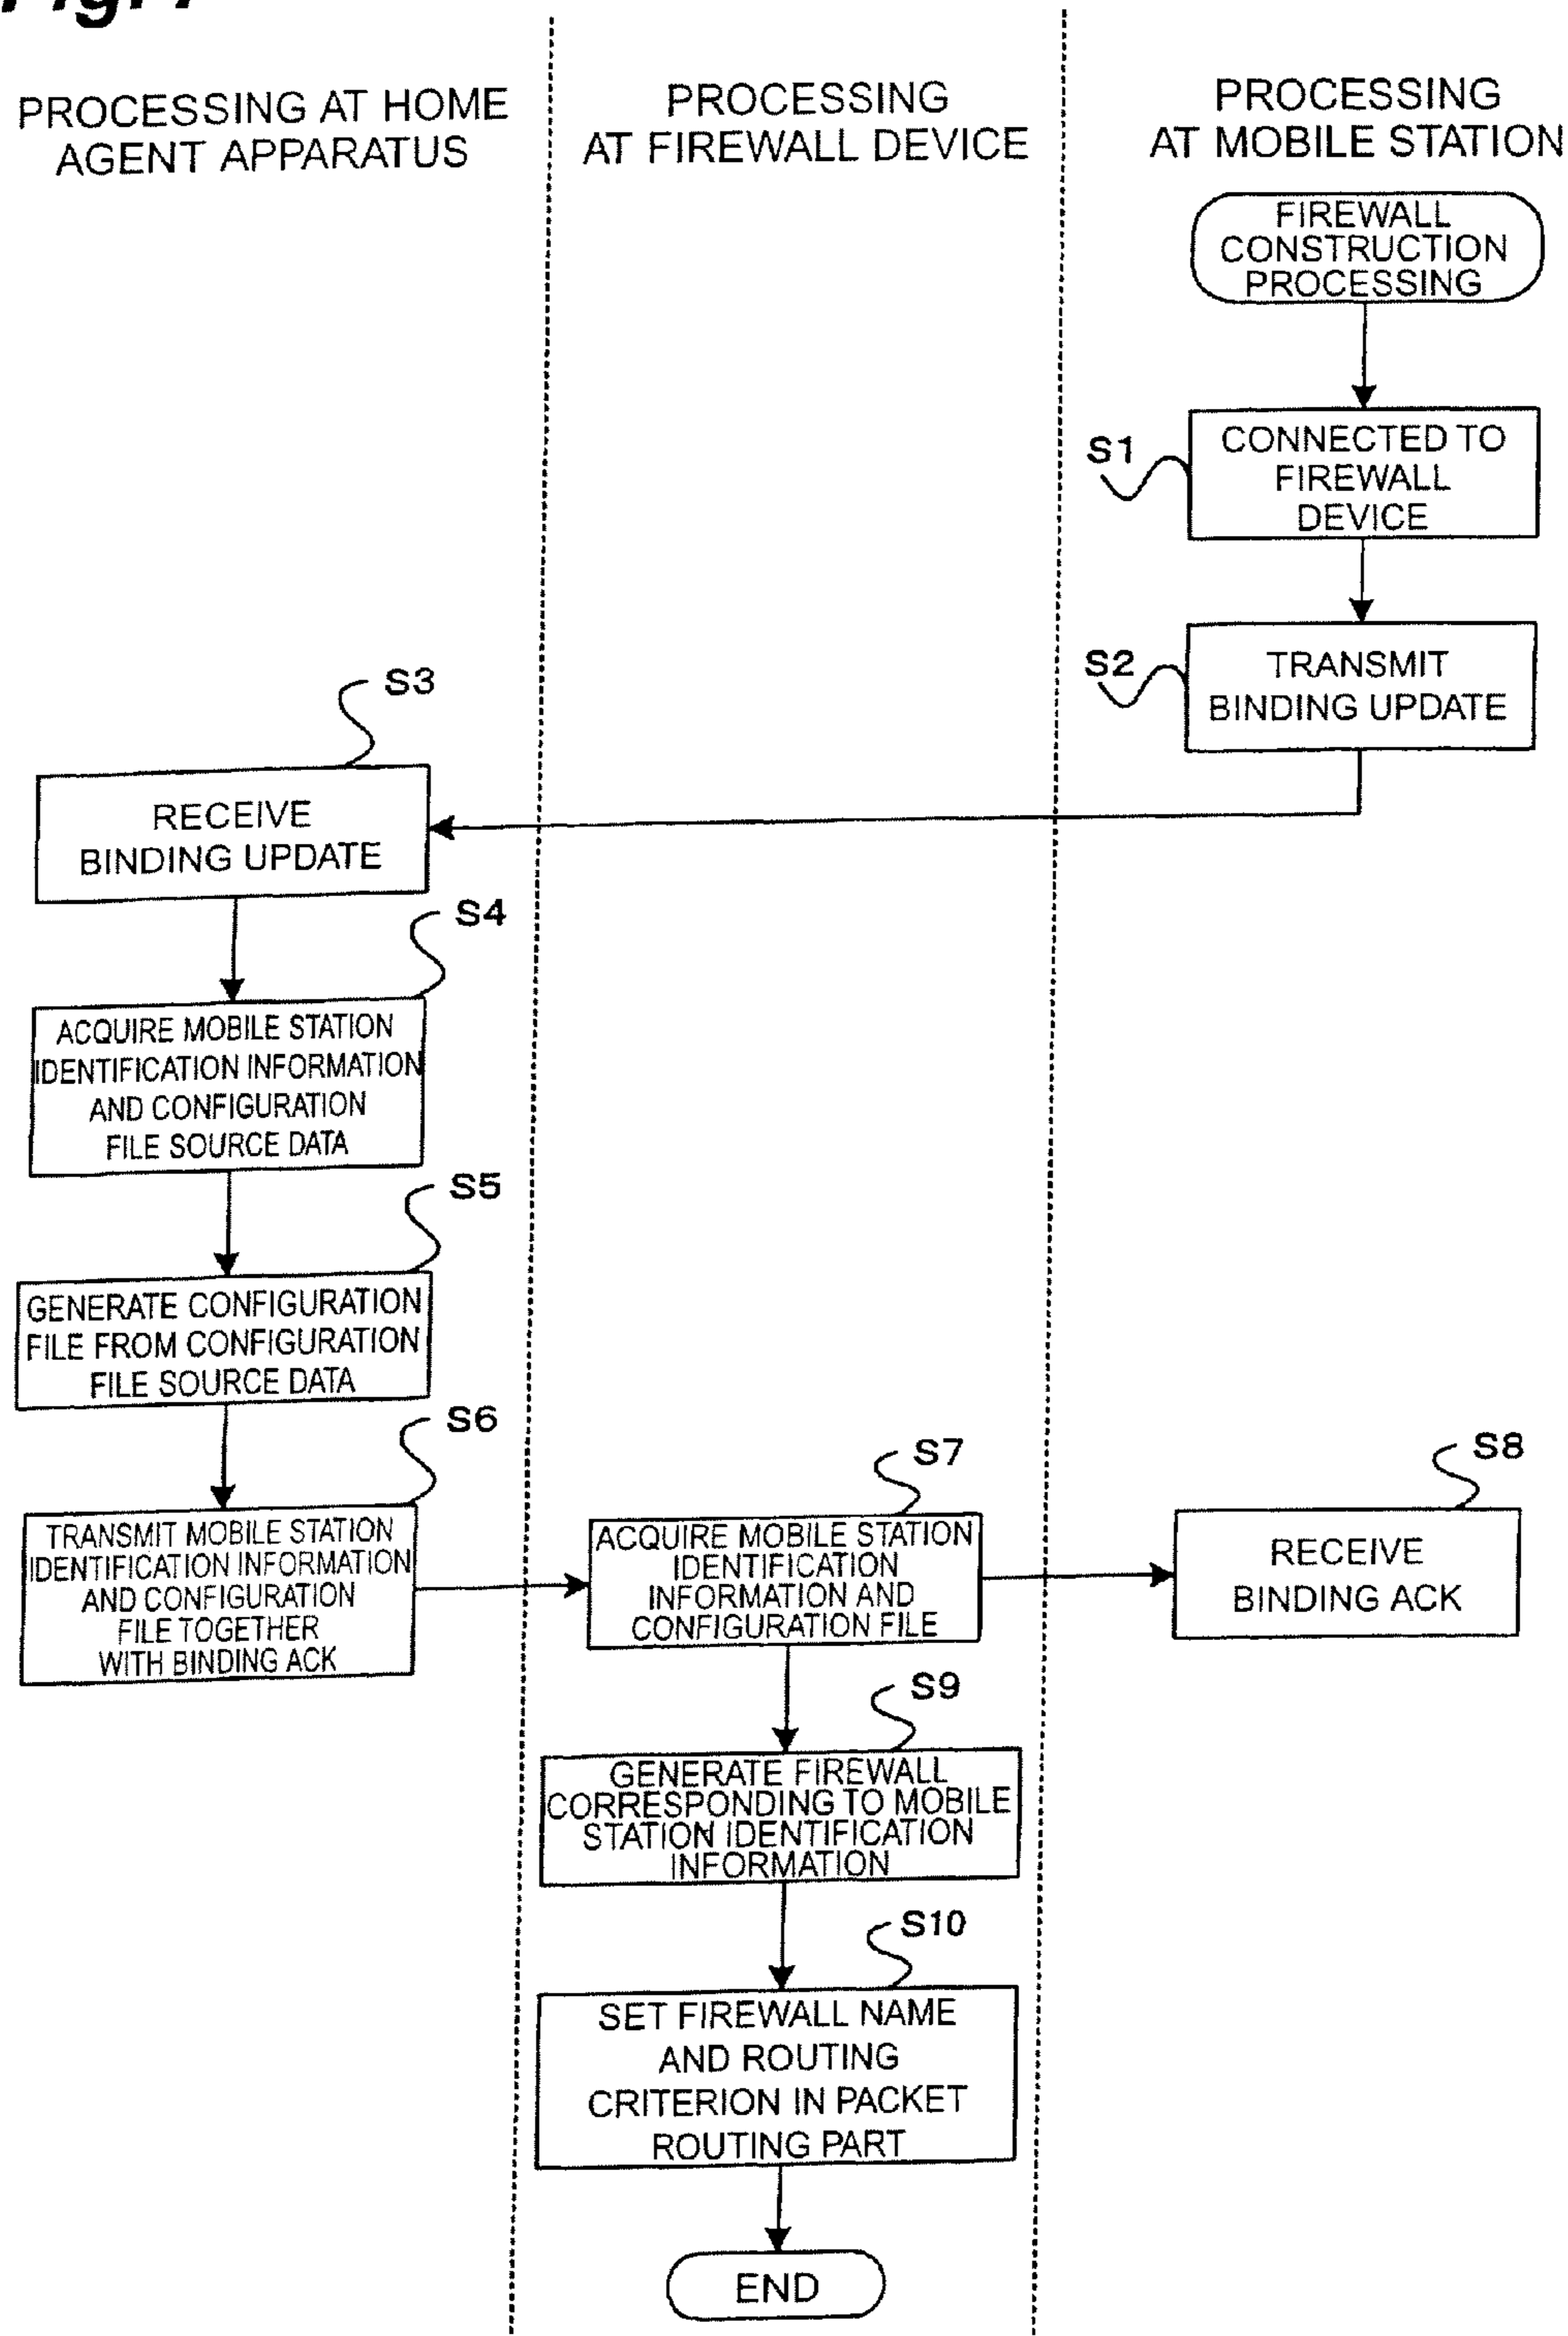 PROCESSING AT HOME
AGENT APPARATUS
PROCESSING
AT FIREWALL DEVICE
PROCESSING
AT MOBILE STATION
FIREWALL
CONSTRUCTION
PROCESSING
S1
CONNECTED TO
FIREWALL
DEVICE
S2
TRANSMIT
BINDING UPDATE
S3
RECEIVE
BINDING UPDATE
S4
ACQUIRE MOBILE STATION
IDENTIFICATION INFORMATION
AND CONFIGURATION
FILE SOURCE DATA
S5
GENERATE CONFIGURATION
FILE FROM CONFIGURATION
FILE SOURCE DATA
S6
TRANSMIT MOBILE STATION
IDENTIFICATION INFORMATION
AND CONFIGURATION
FILE TOGETHER
WITH BINDING ACK
S7
ACQUIRE MOBILE STATION
IDENTIFICATION
INFORMATION AND
CONFIGURATION FILE
S8
RECEIVE
BINDING ACK
S9
GENERATE FIREWALL
CORRESPONDING TO MOBILE
STATION IDENTIFICATION
INFORMATION
S10
SET FIREWALL NAME
AND ROUTING
CRITERION IN PACKET
ROUTING PART
END